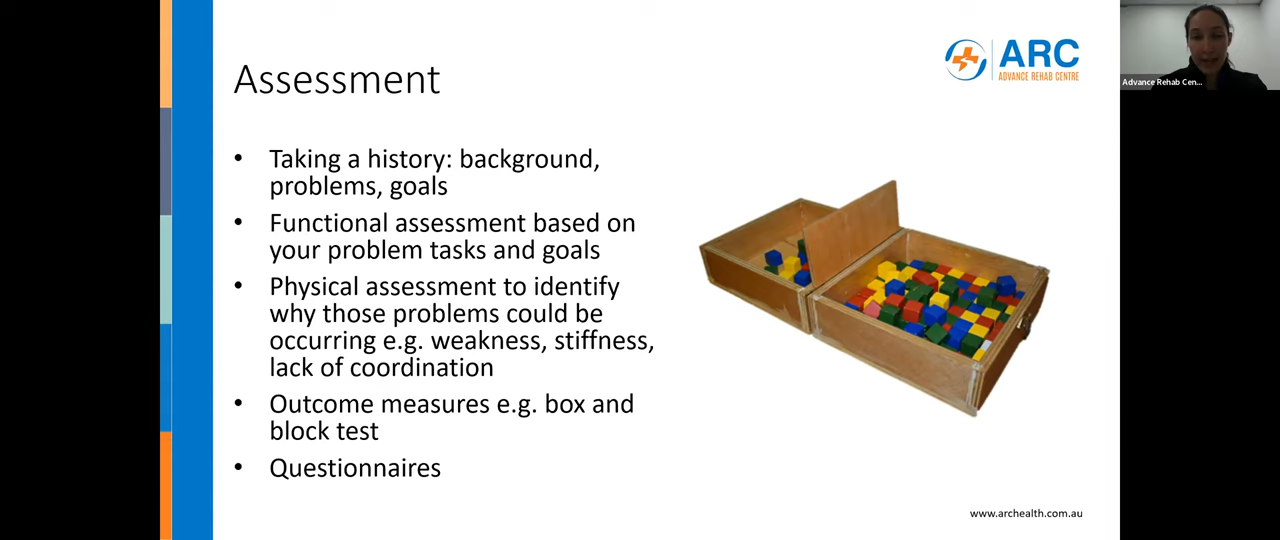 Assessment
ARC
ADVANCE REHAB CENTRE
Advance Rehab Cen...
• Taking a history: background,
problems, goals
• Functional assessment based on
your problem tasks and goals
• Physical assessment to identify
why those problems could be
occurring e.g. weakness, stiffness,
lack of coordination
• Outcome measures e.g. box and
block test
• Questionnaires
www.archealth.com.au